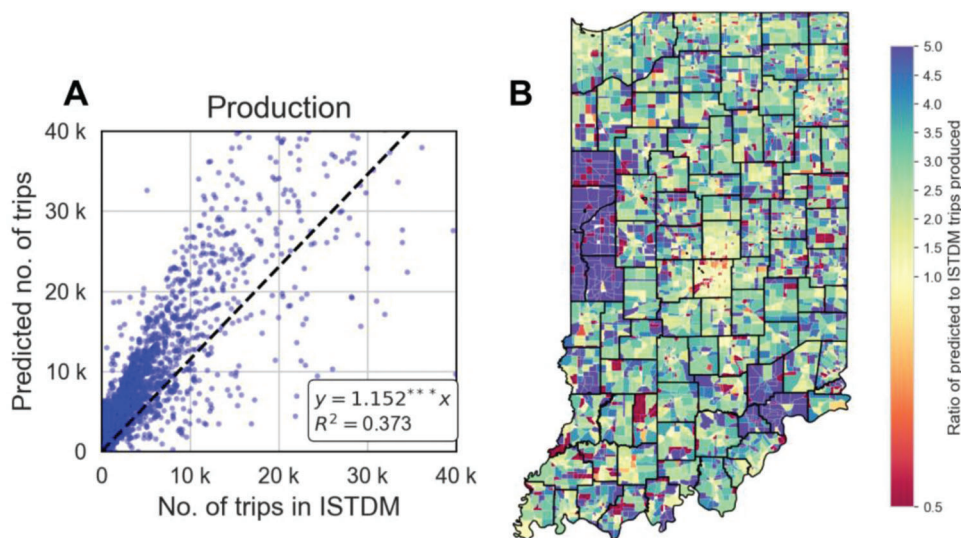 A
Production
40 k
30 k
20 k
10 k
0
0
10 k
20 k
30 k
40 k
Predicted no. of trips
No. of trips in ISTDM
y = 1.152***x
R² = 0.373
B
5.0
4.5
4.0
3.5
3.0
2.5
2.0
1.5
1.0
0.5
Ratio of predicted to ISTDM trips produced